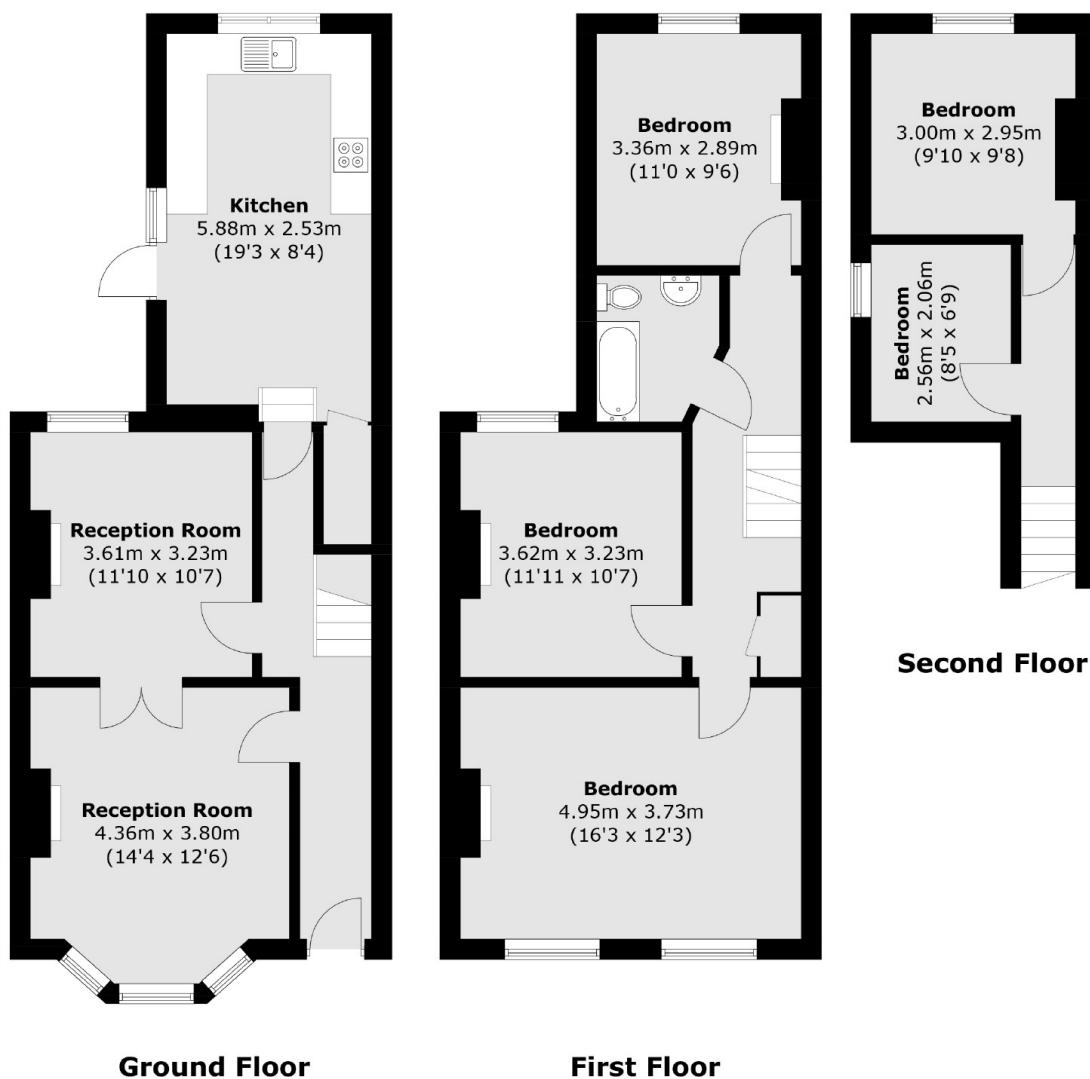 Kitchen
5.88m x 2.53m
(19'3 x 8'4)
Reception Room
3.61m x 3.23m
(11'10 x 10'7)
Reception Room
4.36m x 3.80m
(14'4 x 12'6)
Ground Floor
Bedroom
3.36m x 2.89m
(11'0 x 9'6)
Bedroom
3.62m x 3.23m
(11'11 x 10'7)
Bedroom
4.95m x 3.73m
(16'3 x 12'3)
First Floor
Bedroom
3.00m x 2.95m
(9'10 x 9'8)
Bedroom
2.56m x 2.06m
(8'5 x 6'9)
Second Floor